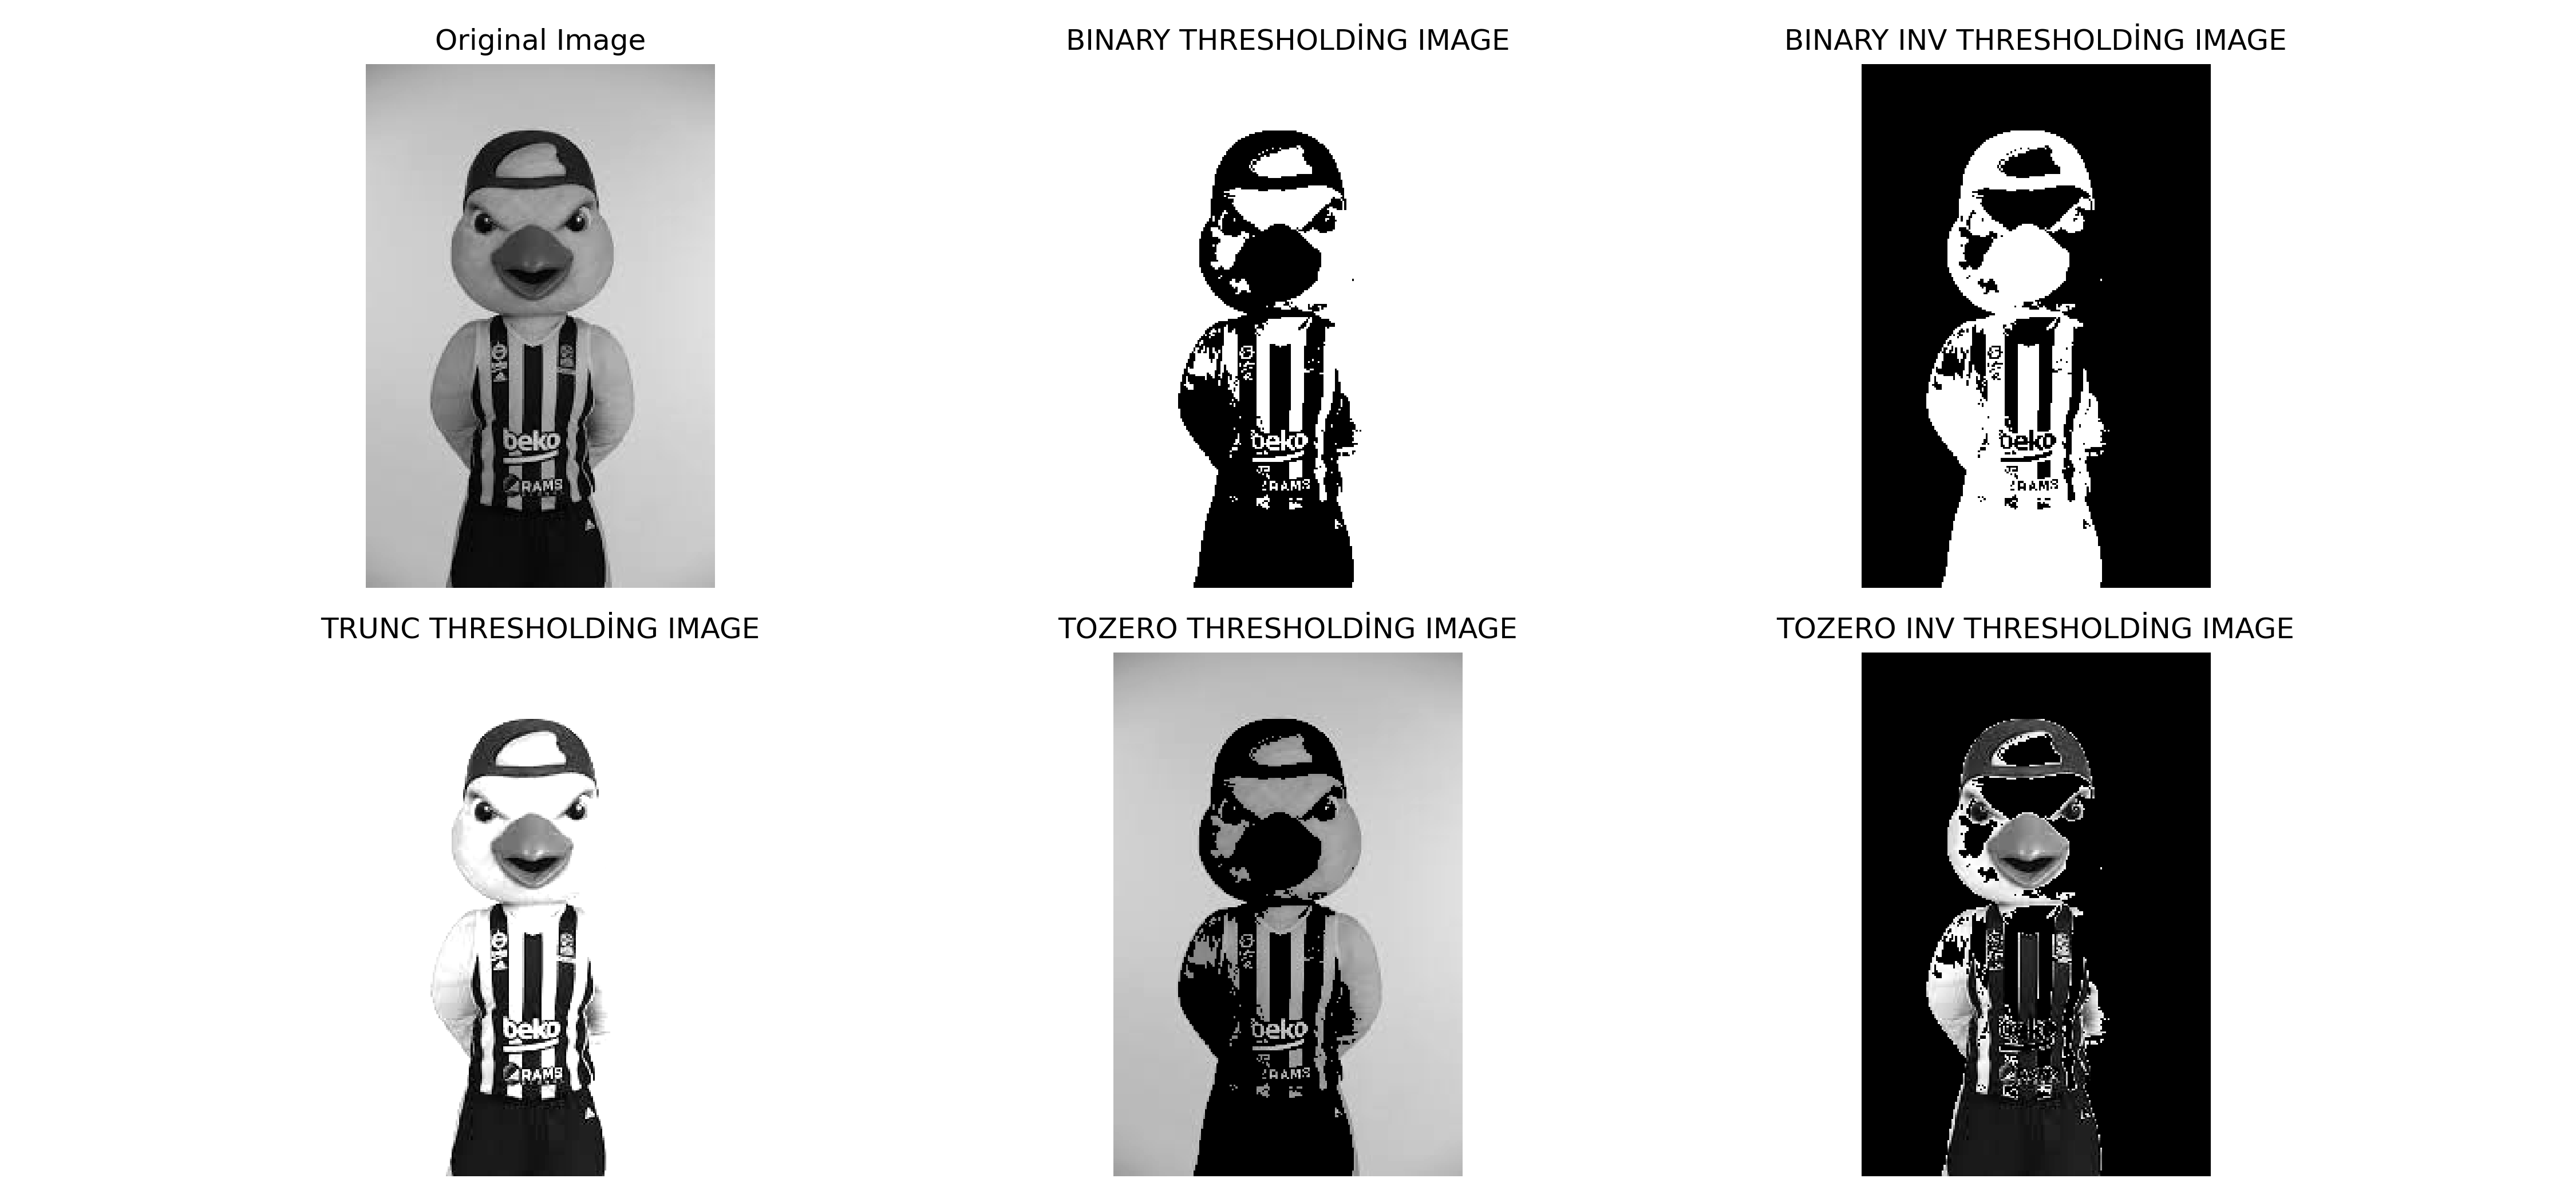 Original Image
BINARY THRESHOLDİNG IMAGE
BINARY INV THRESHOLDİNG IMAGE
beko
RAMS
beko
RAMS
beko
RAMS
TRUNC THRESHOLDİNG IMAGE
TOZERO THRESHOLDİNG IMAGE
TOZERO INV THRESHOLDİNG IMAGE
beko
RAMS
beko
RAMS